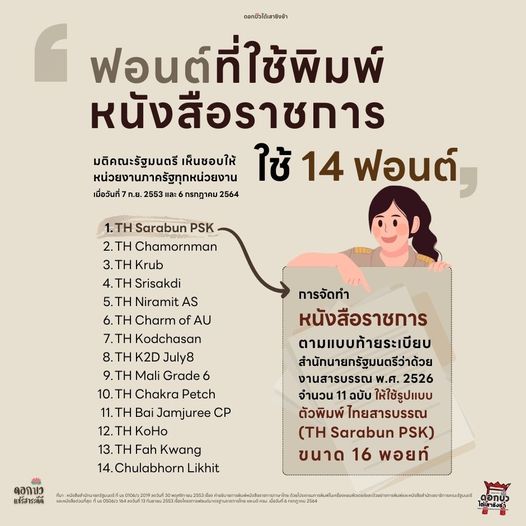 ดอกบัวใต้เสาชิงช้า
ฟอนต์ที่ใช้พิมพ์
หนังสือราชการ
ใช้ 14 ฟอนต์
มติคณะรัฐมนตรี เห็นชอบให้
หน่วยงานภาครัฐทุกหน่วยงาน
เมื่อวันที่ 7 ก.ย. 2553 และ 6 กรกฎาคม 2564
1. TH Sarabun PSK
2. TH Chamornman
3. TH Krub
4. TH Srisakdi
5. TH Niramit AS
6. TH Charm of AU
7. TH Kodchasan
8. TH K2D July8
9. TH Mali Grade 6
10. TH Chakra Petch
11. TH Bai Jamjuree CP
12. TH KoHo
13. TH Fah Kwang
14. Chulabhorn Likhit
การจัดทำ
หนังสือราชการ
ตามแบบท้ายระเบียบ
สำนักนายกรัฐมนตรีว่าด้วย
งานสารบรรณ พ.ศ. 2526
จำนวน 11 ฉบับ ให้ใช้รูปแบบ
ตัวพิมพ์ ไทยสารบรรณ
(TH Sarabun PSK)
ขนาด 16 พอยท์
ดอกบัว
ดอกบัว
ใต้เสาชิงช้า